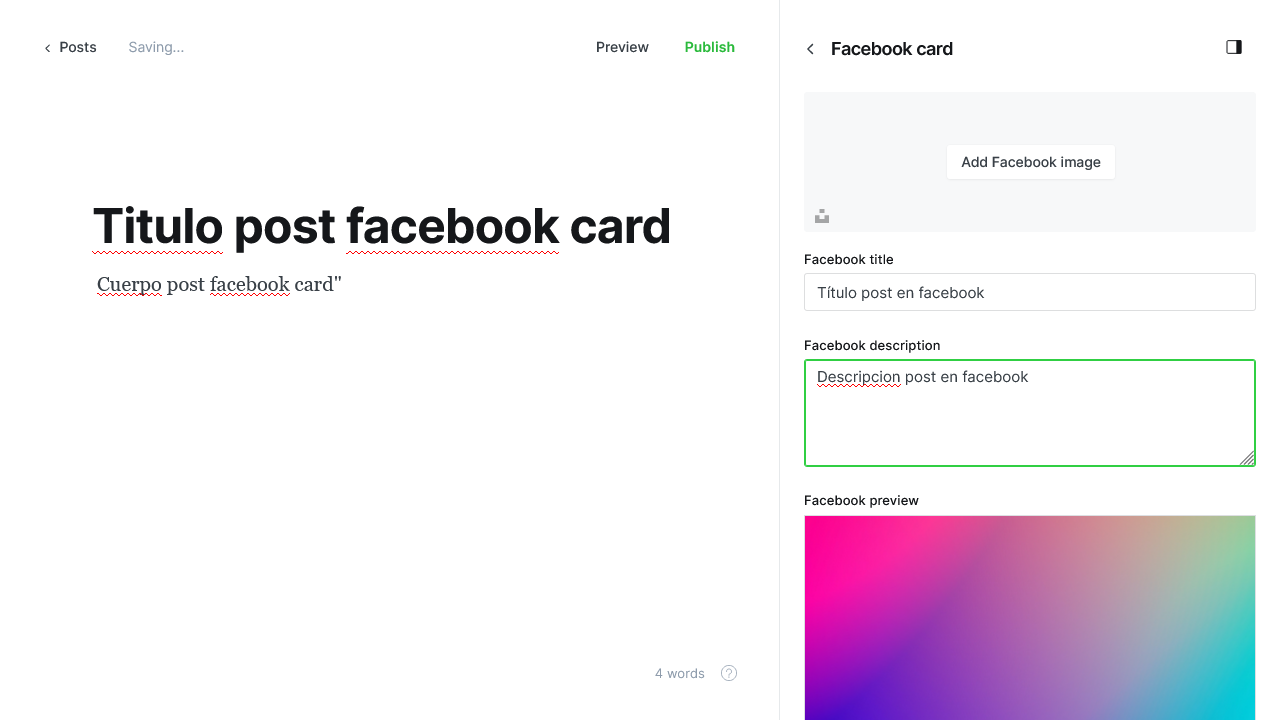 Posts
Saving...
Preview
Publish
Titulo post facebook card
Cuerpo post facebook card"
4 words
?
Facebook card
Add Facebook image
Facebook title
Título post en facebook
Facebook description
Descripcion post en facebook
Facebook preview